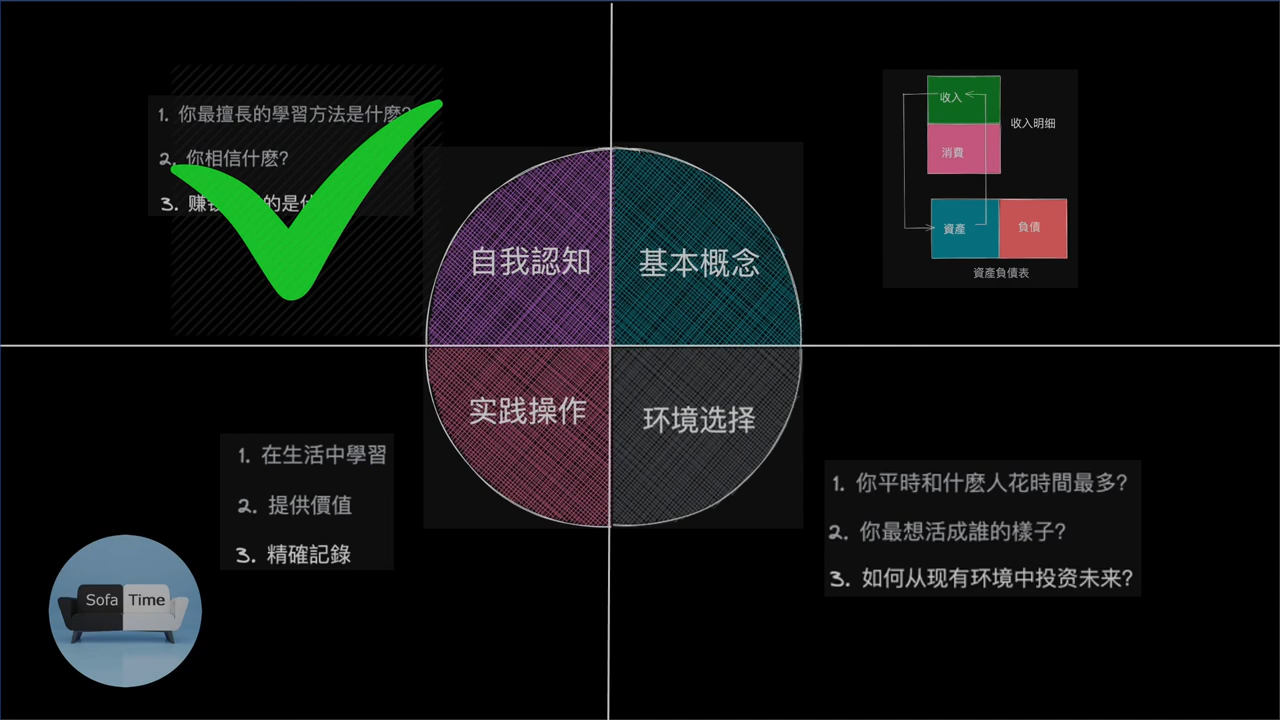 1. 你最擅長的學習方法是什麽?
2. 你相信什麽?
3. 赚 的是
自我認知
基本概念
收入
收入明细
消費
資產
負債
資產負債表
实践操作
环境选择
1. 在生活中學習
2. 提供價值
3. 精確記錄
1. 你平時和什麽人花時間最多?
2. 你最想活成誰的樣子?
3. 如何从现有环境中投资未来?
Sofa Time